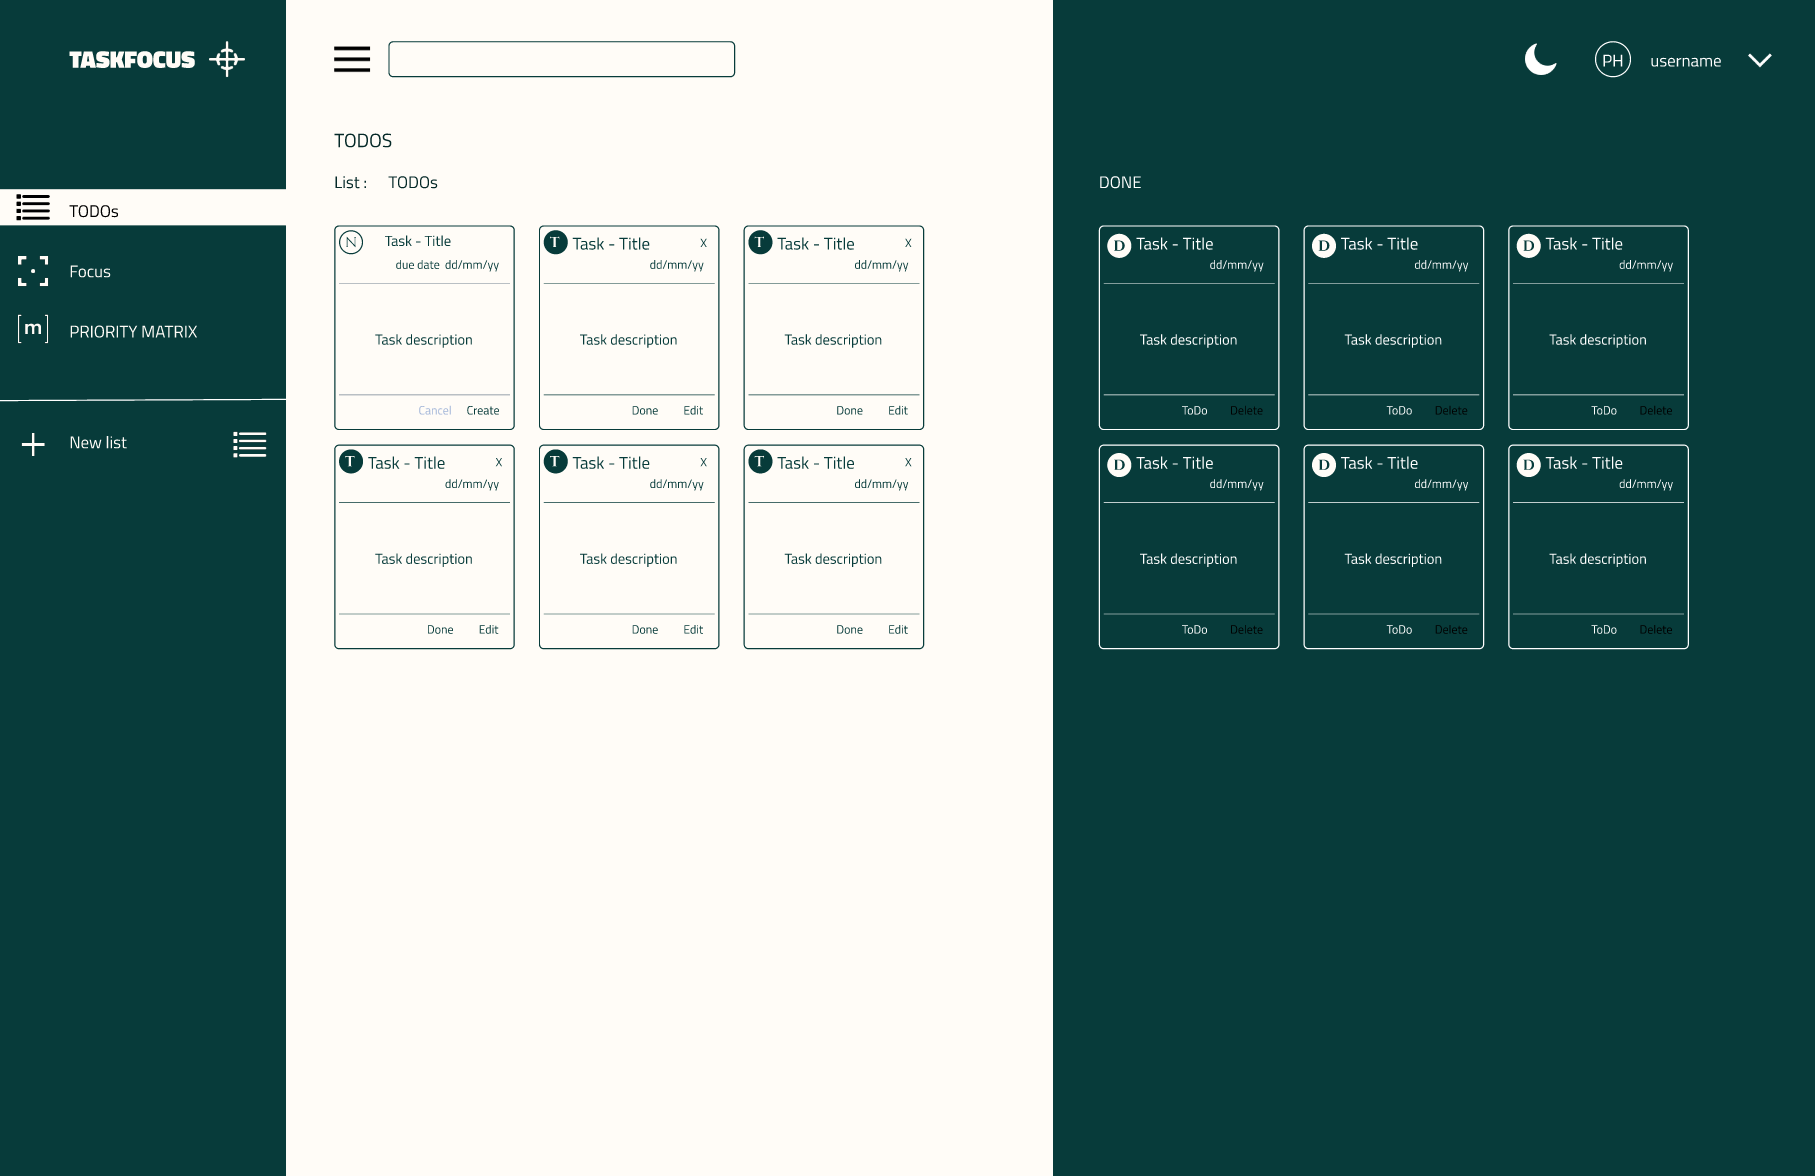 TASKFOCUS
PH username
TODOS
List : TODOs
DONE
TODOs
Focus
[m] PRIORITY MATRIX
New list
N Task - Title
due date dd/mm/yy
Task description
Cancel Create
T Task - Title X
dd/mm/yy
Task description
Done Edit
T Task - Title X
dd/mm/yy
Task description
Done Edit
T Task - Title X
dd/mm/yy
Task description
Done Edit
T Task - Title X
dd/mm/yy
Task description
Done Edit
T Task - Title X
dd/mm/yy
Task description
Done Edit
D Task - Title
dd/mm/yy
Task description
ToDo Delete
D Task - Title
dd/mm/yy
Task description
ToDo Delete
D Task - Title
dd/mm/yy
Task description
ToDo Delete
D Task - Title
dd/mm/yy
Task description
ToDo Delete
D Task - Title
dd/mm/yy
Task description
ToDo Delete
D Task - Title
dd/mm/yy
Task description
ToDo Delete